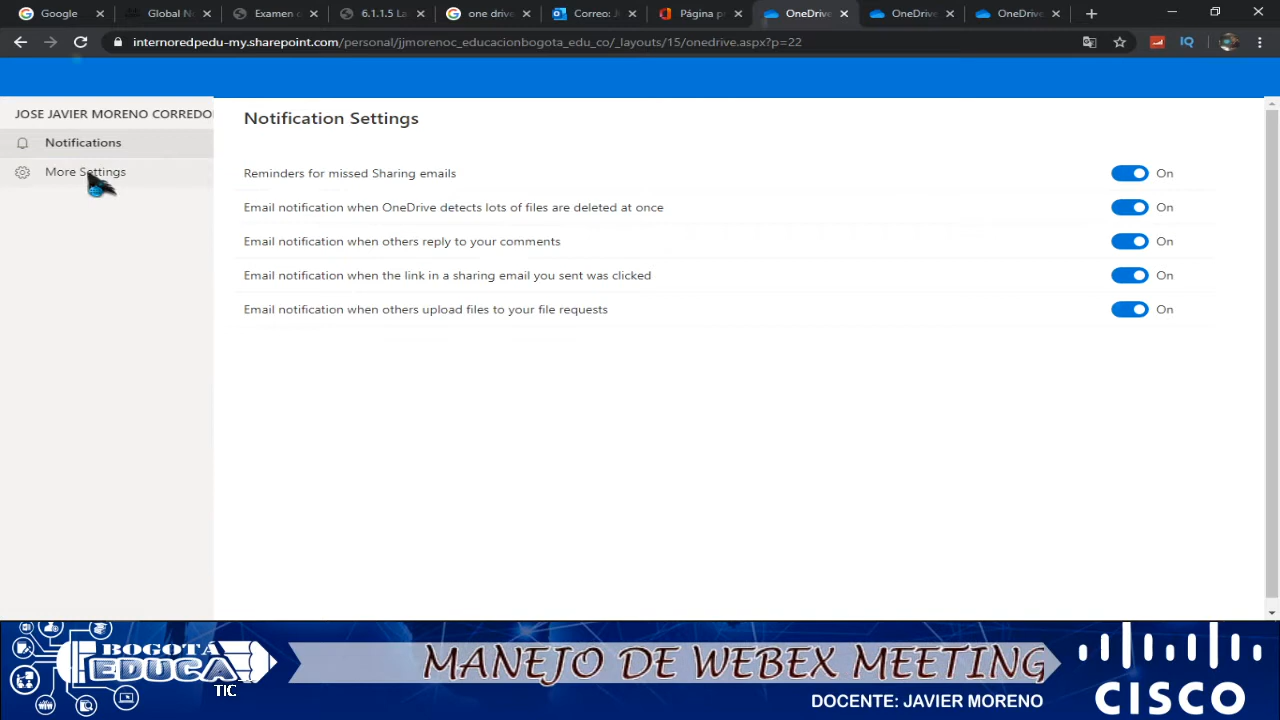 Google
Global N
Examen c
6.1.1.5 La
one drive
Correo: J
Página p
OneDrive
OneDrive
OneDrive
internoredpedu-my.sharepoint.com/personal/jjmorenoc_educacionbogota_edu_co/_layouts/15/onedrive.aspx?p=22
JOSE JAVIER MORENO CORREDO
Notifications
More Settings
Notification Settings
Reminders for missed Sharing emails On
Email notification when OneDrive detects lots of files are deleted at once On
Email notification when others reply to your comments On
Email notification when the link in a sharing email you sent was clicked On
Email notification when others upload files to your file requests On
BOGOTA
EDUCA
TIC
MANEJO DE WEBEX MEETING
DOCENTE: JAVIER MORENO
CISCO